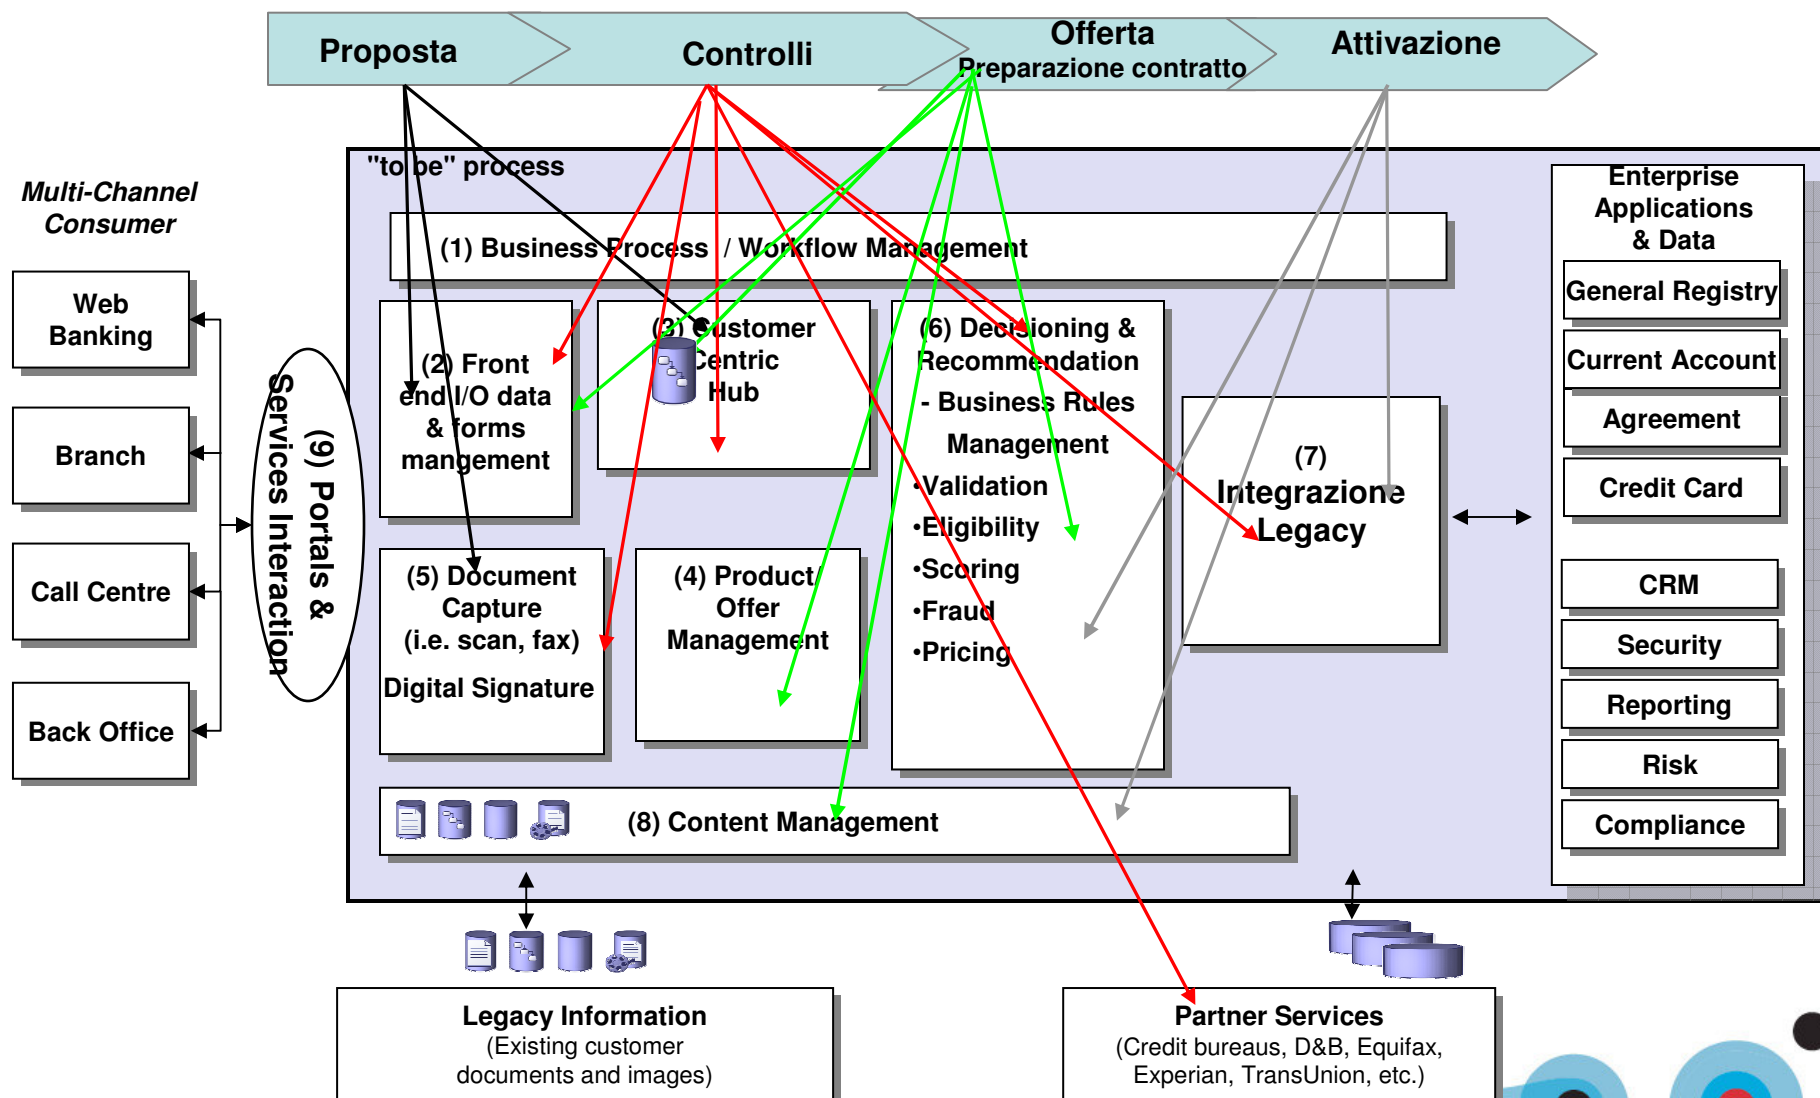 Proposta
Controlli
Offerta
Preparazione contratto
Attivazione
"to be" process
Multi-Channel
Consumer
Web
Banking
Branch
Call Centre
Back Office
(9) Portals &
Services Interaction
(1) Business Process / Workflow Management
(2) Front
end I/O data
& forms
mangement
(3) Customer
Centric
Hub
(6) Decisioning &
Recommendation
- Business Rules
Management
•Validation
•Eligibility
•Scoring
•Fraud
•Pricing
(7)
Integrazione
Legacy
(5) Document
Capture
(i.e. scan, fax)
Digital Signature
(4) Product/
Offer
Management
(8) Content Management
Enterprise
Applications
& Data
General Registry
Current Account
Agreement
Credit Card
CRM
Security
Reporting
Risk
Compliance
Legacy Information
(Existing customer
documents and images)
Partner Services
(Credit bureaus, D&B, Equifax,
Experian, TransUnion, etc.)